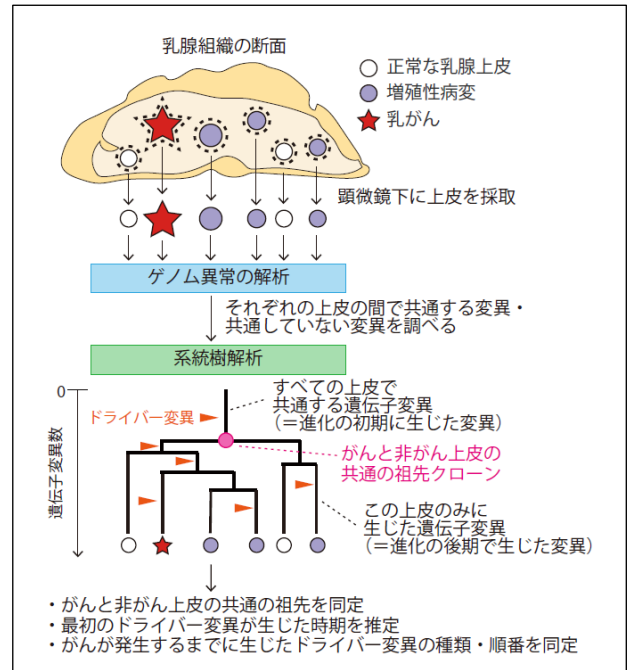 乳腺組織の断面
正常な乳腺上皮
増殖性病変
乳がん
顕微鏡下に上皮を採取
ゲノム異常の解析
それぞれの上皮の間で共通する変異・
共通していない変異を調べる
系統樹解析
0
遺伝子変異数
ドライバー変異
すべての上皮で
共通する遺伝子変異
(=進化の初期に生じた変異)
がんと非がん上皮の
共通の祖先クローン
この上皮のみに
生じた遺伝子変異
(=進化の後期で生じた変異)
・がんと非がん上皮の共通の祖先を同定
・最初のドライバー変異が生じた時期を推定
・がんが発生するまでに生じたドライバー変異の種類・順番を同定